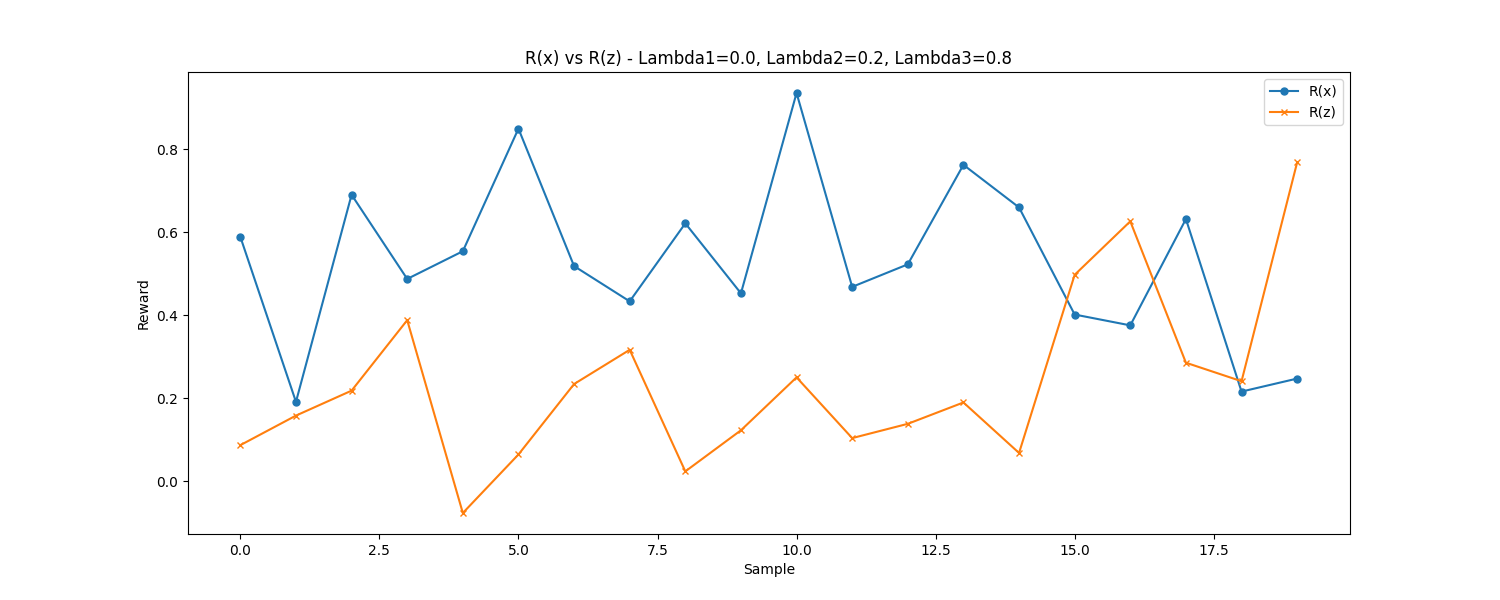 R(x) vs R(z) - Lambda1=0.0, Lambda2=0.2, Lambda3=0.8
R(x)
R(z)
Reward
0.8
0.6
0.4
0.2
0.0
0.0 2.5 5.0 7.5 10.0 12.5 15.0 17.5
Sample